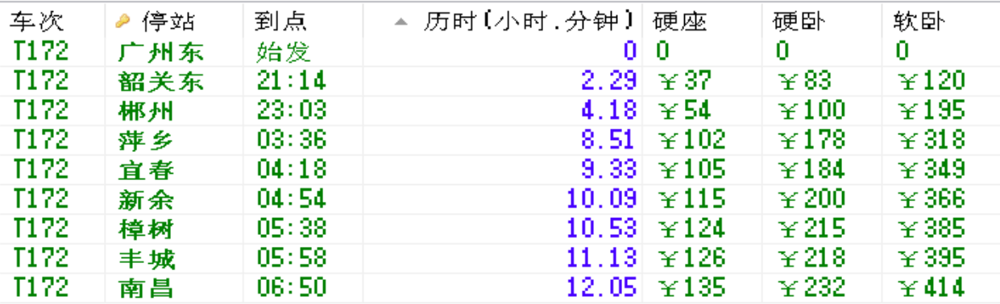 车次 停站 到点 历时(小时.分钟) 硬座 硬卧 软卧
T172 广州东 始发 0 0 0 0
T172 韶关东 21:14 2.29 ￥37 ￥83 ￥120
T172 郴州 23:03 4.18 ￥54 ￥100 ￥195
T172 萍乡 03:36 8.51 ￥102 ￥178 ￥318
T172 宜春 04:18 9.33 ￥105 ￥184 ￥349
T172 新余 04:54 10.09 ￥115 ￥200 ￥366
T172 樟树 05:38 10.53 ￥124 ￥215 ￥385
T172 丰城 05:58 11.13 ￥126 ￥218 ￥395
T172 南昌 06:50 12.05 ￥135 ￥232 ￥414